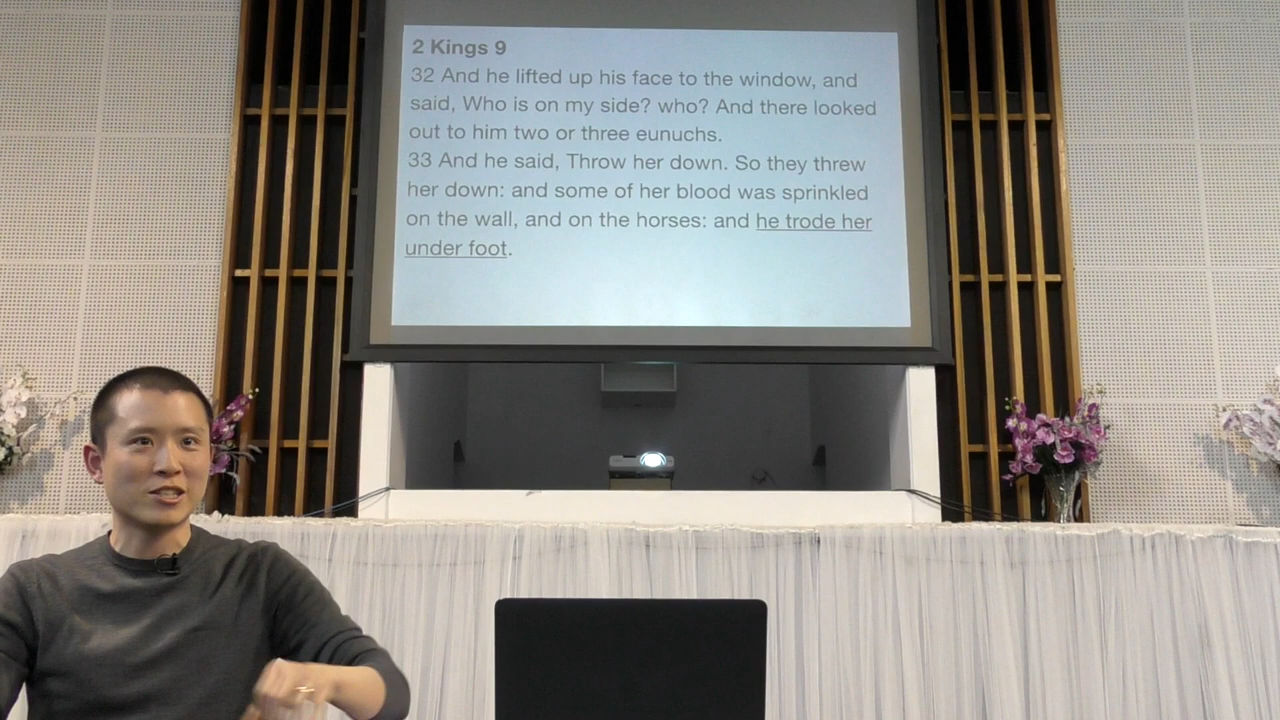 2 Kings 9
32 And he lifted up his face to the window, and
said, Who is on my side? who? And there looked
out to him two or three eunuchs.
33 And he said, Throw her down. So they threw
her down: and some of her blood was sprinkled
on the wall, and on the horses: and he trode her
under foot.